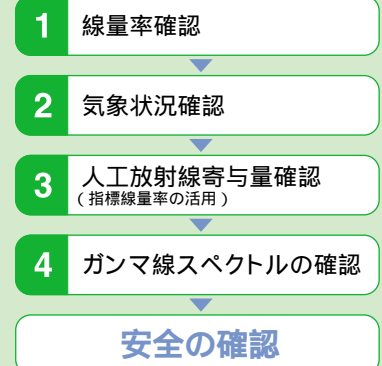 1 線量率確認
2 気象状況確認
3 人工放射線寄与量確認
(指標線量率の活用)
4 ガンマ線スペクトルの確認
安全の確認